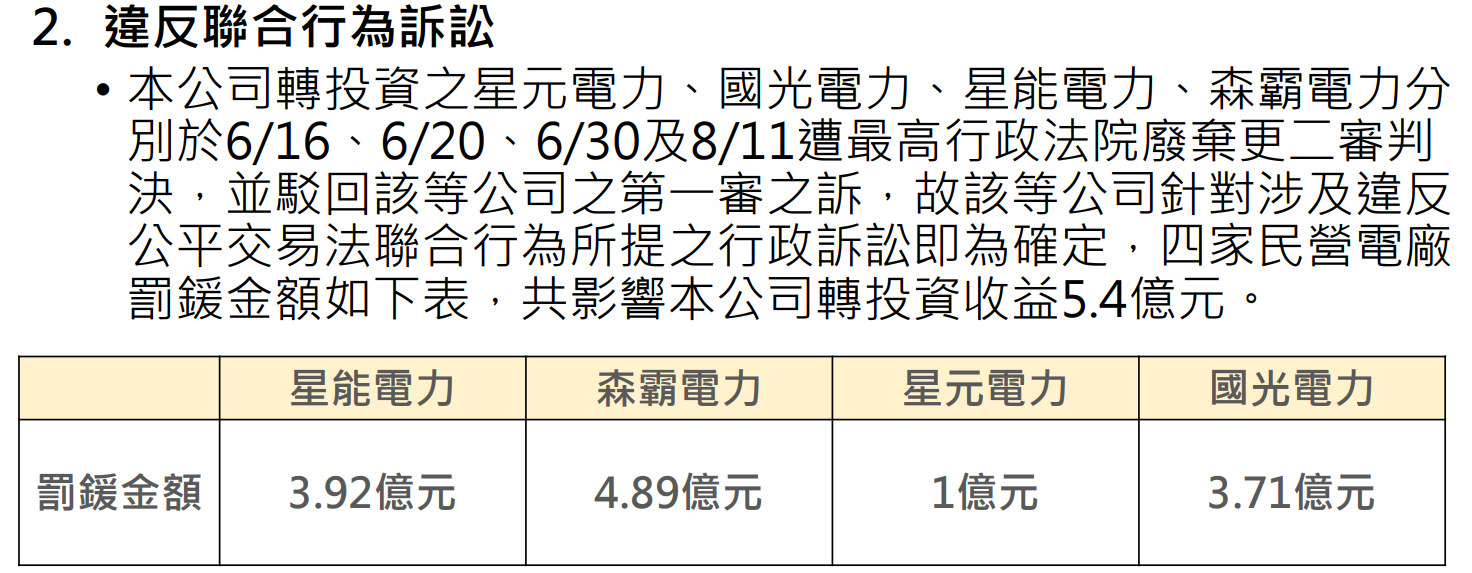 2. 違反聯合行為訴訟
• 本公司轉投資之星元電力、國光電力、星能電力、森霸電力分
別於6/16、6/20、6/30及8/11遭最高行政法院廢棄更二審判
決，並駁回該等公司之第一審之訴，故該等公司針對涉及違反
公平交易法聯合行為所提之行政訴訟即為確定，四家民營電廠
罰鍰金額如下表，共影響本公司轉投資收益5.4億元。
星能電力 森霸電力 星元電力 國光電力
罰鍰金額 3.92億元 4.89億元 1億元 3.71億元